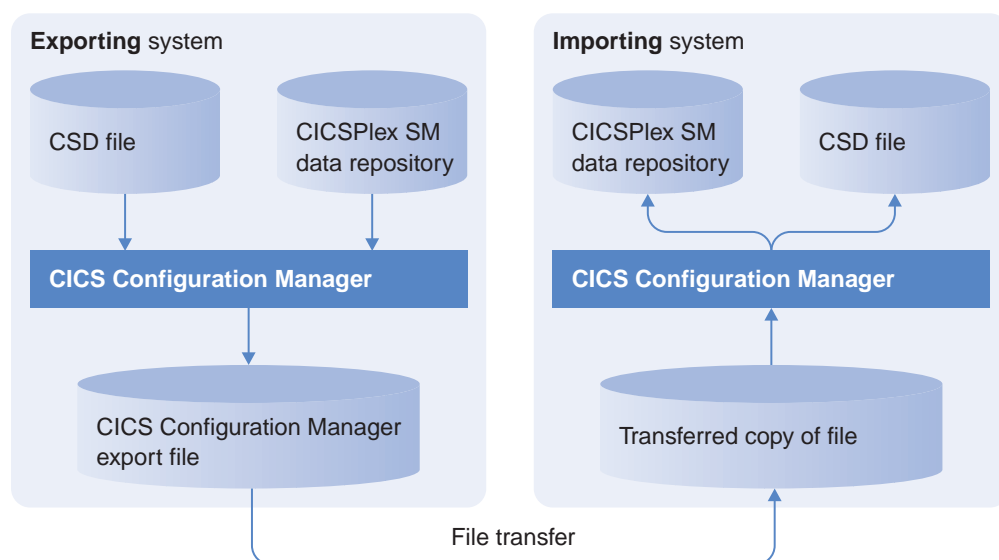 Exporting system
CSD file
CICSPlex SM
data repository
CICS Configuration Manager
CICS Configuration Manager
export file
Importing system
CICSPlex SM
data repository
CSD file
CICS Configuration Manager
Transferred copy of file
File transfer